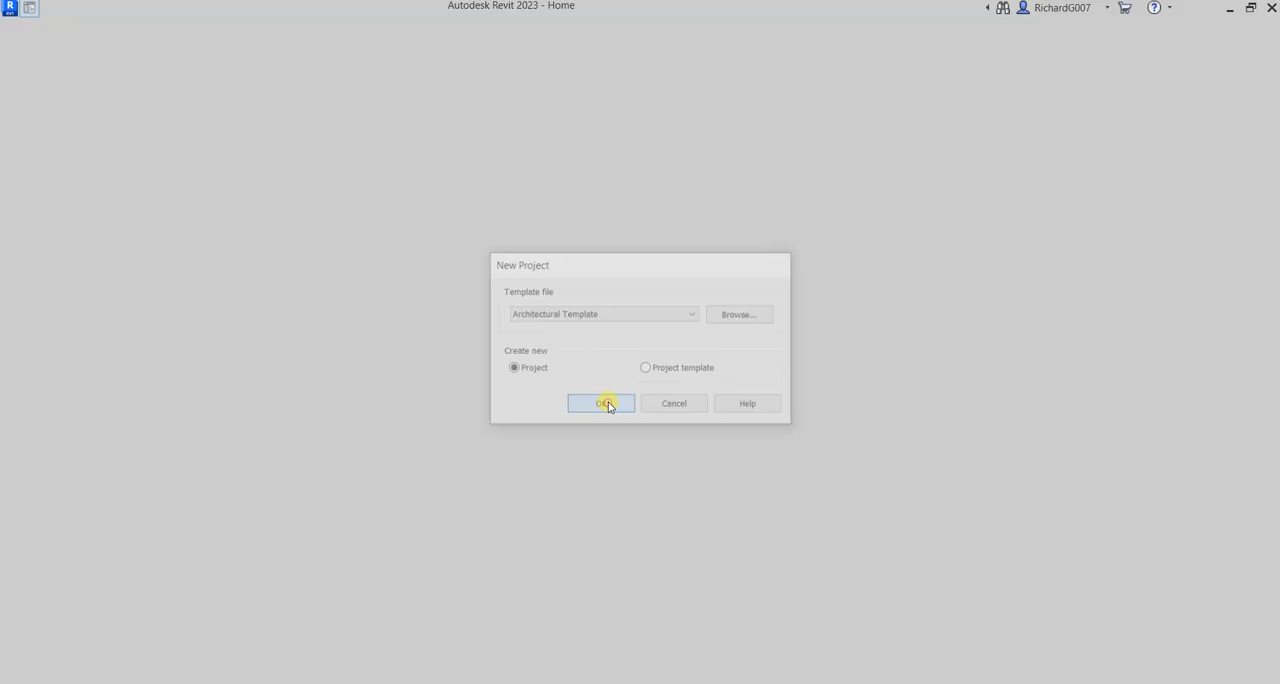 R
RVT
Autodesk Revit 2023 - Home
RichardG007
?
New Project
Template file
Architectural Template
Browse...
Create new
Project
Project template
Cancel
Help